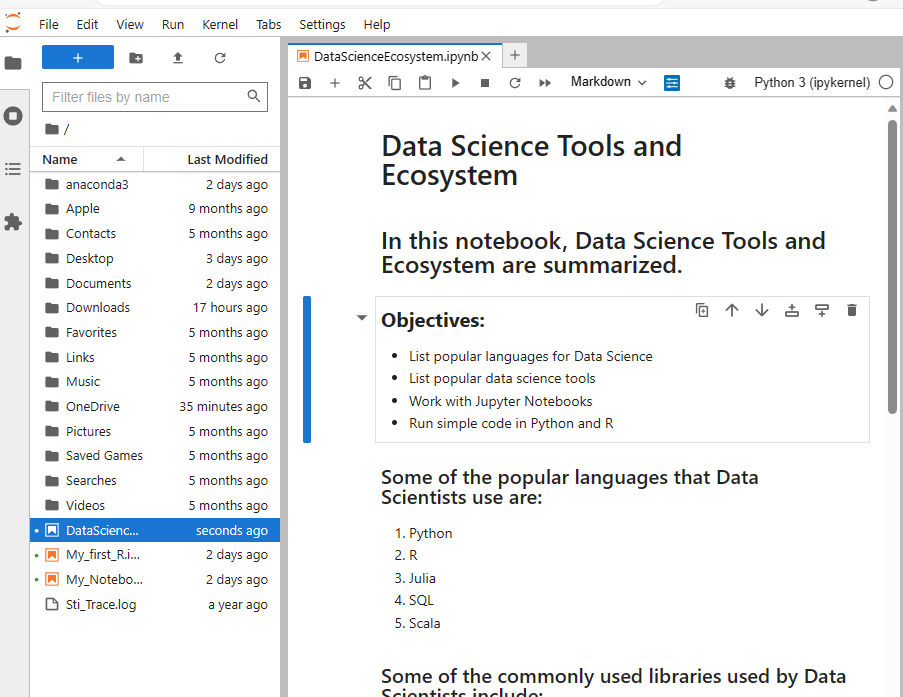 File Edit View Run Kernel Tabs Settings Help
DataScienceEcosystem.ipynb
Markdown
Python 3 (ipykernel)
Filter files by name
/
Name Last Modified
anaconda3 2 days ago
Apple 9 months ago
Contacts 5 months ago
Desktop 3 days ago
Documents 2 days ago
Downloads 17 hours ago
Favorites 5 months ago
Links 5 months ago
Music 5 months ago
OneDrive 35 minutes ago
Pictures 5 months ago
Saved Games 5 months ago
Searches 5 months ago
Videos 5 months ago
DataScienc... seconds ago
My_first_R.i... 2 days ago
My_Notebo... 2 days ago
Sti_Trace.log a year ago
Data Science Tools and
Ecosystem
In this notebook, Data Science Tools and
Ecosystem are summarized.
Objectives:
• List popular languages for Data Science
• List popular data science tools
• Work with Jupyter Notebooks
• Run simple code in Python and R
Some of the popular languages that Data
Scientists use are:
1. Python
2. R
3. Julia
4. SQL
5. Scala
Some of the commonly used libraries used by Data
Scientists include: